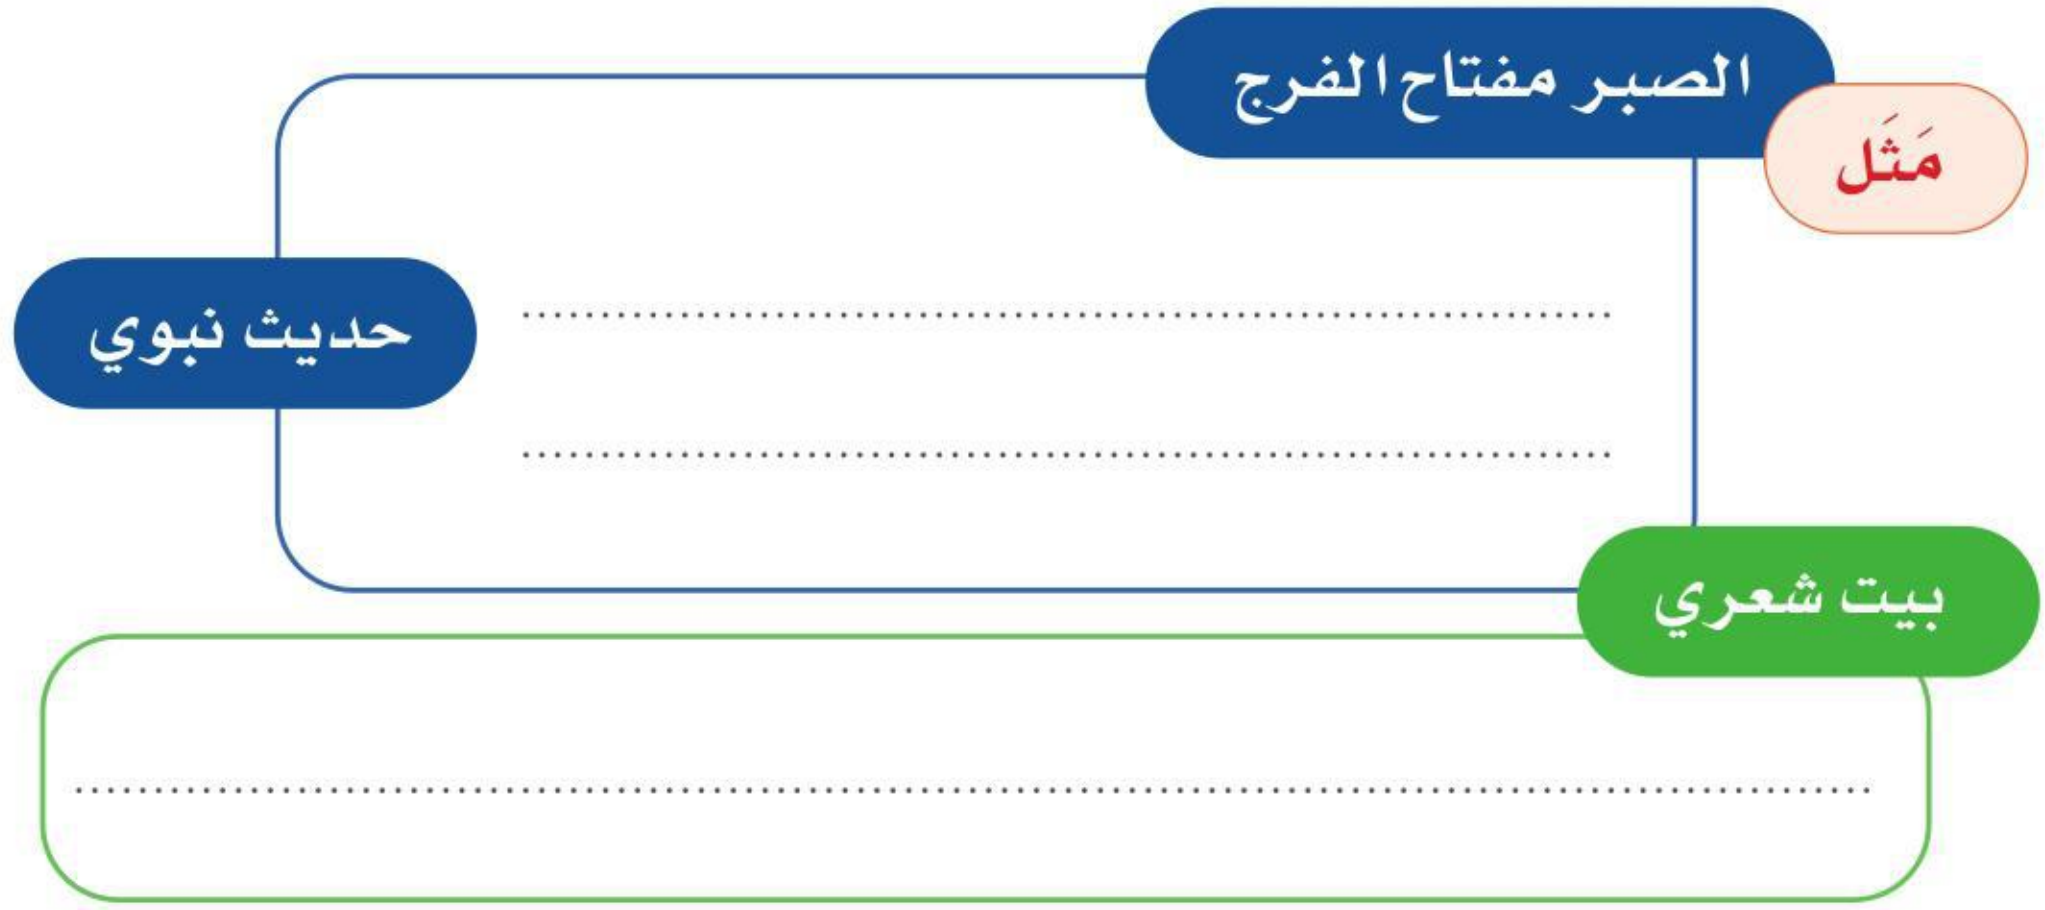 الصبر مفتاح الفرج
مَثَل
حديث نبوي
بيت شعري